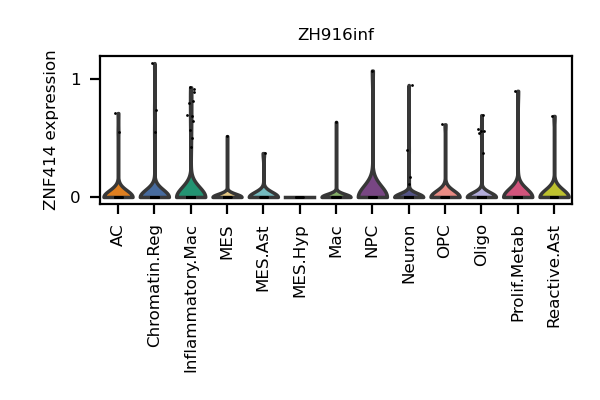 ZH916inf
ZNF414 expression
1
0
AC
Chromatin.Reg
Inflammatory.Mac
MES
MES.Ast
MES.Hyp
Mac
NPC
Neuron
OPC
Oligo
Prolif.Metab
Reactive.Ast